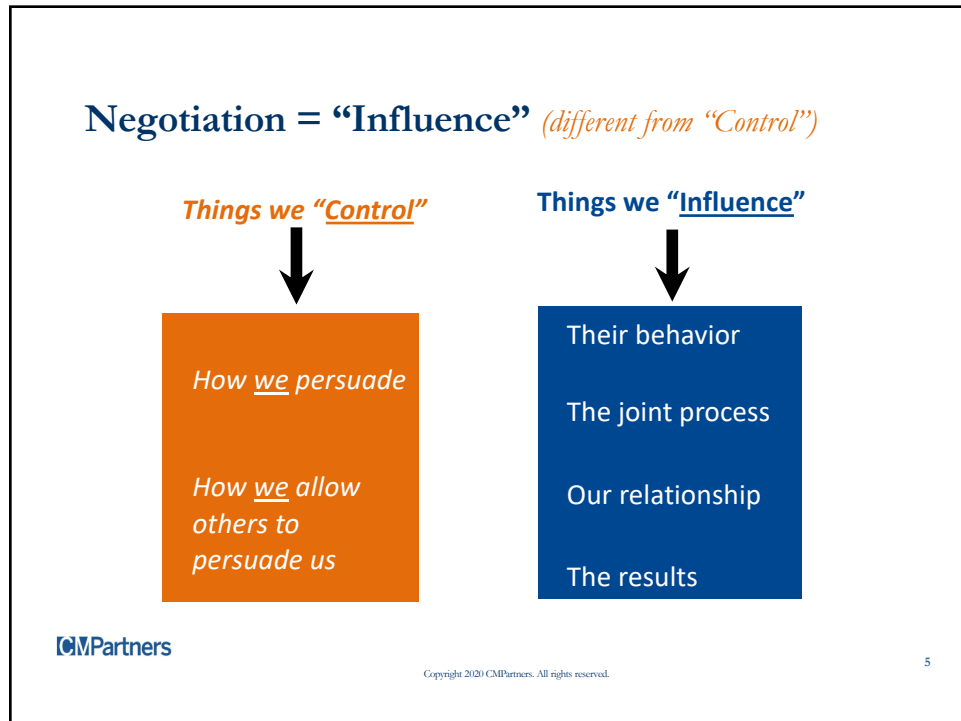 Negotiation = “Influence” (different from “Control”)
Things we “Control”
How we persuade
How we allow
others to
persuade us
Things we “Influence”
Their behavior
The joint process
Our relationship
The results
CMPartners
Copyright 2020 CMPartners. All rights reserved.
5